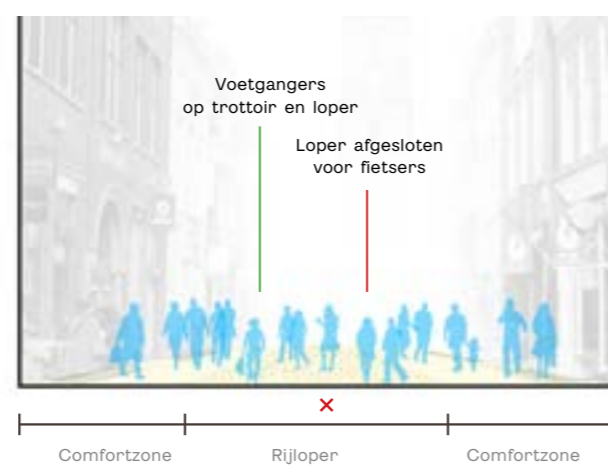 Voetgangers
op trottoir en loper
Loper afgesloten
voor fietsers
Comfortzone
Rijloper
Comfortzone